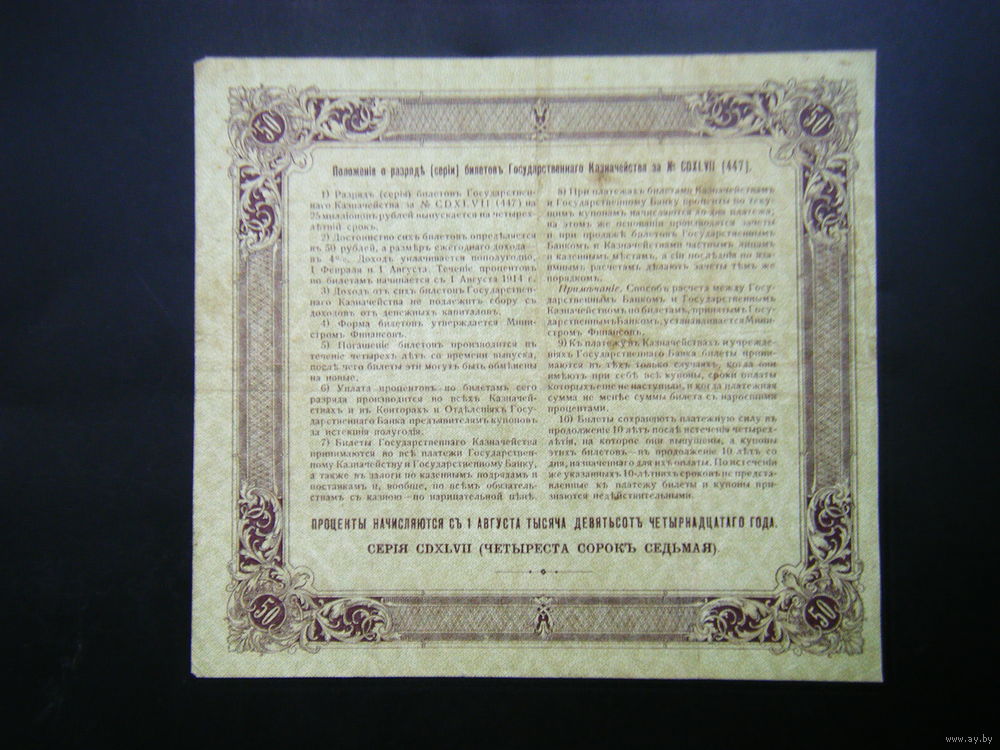 50
50
Положеніе о разрядѣ (серіи) билетовъ Государственнаго Казначейства за № CDXLVII (447).
1) Разрядъ (серія) билетовъ Государствен-
наго Казначейства за № CDXLVII (447) на
25 милліоновъ рублей выпускается на четырех-
лѣтній срокъ.
2) Достоинство сихъ билетовъ опредѣляется
въ 50 рублей, а размѣръ ежегоднаго дохода—
въ 4%. Доходъ уплачивается пополугодно,
1 Февраля и 1 Августа. Теченіе процентовъ
по билетамъ начинается съ 1 Августа 1914 г.
3) Доходъ отъ сихъ билетовъ Государствен-
наго Казначейства не подлежитъ сбору съ
доходовъ отъ денежныхъ капиталовъ.
4) Форма билетовъ утверждается Мини-
стромъ Финансовъ.
5) Погашеніе билетовъ производится въ
теченіе четырехъ лѣтъ со времени выпуска,
послѣ чего билеты эти могутъ быть обмѣнены
на новые.
6) Уплата процентовъ по билетамъ сего
разряда производится во всѣхъ Казначей-
ствахъ и въ Конторахъ и Отдѣленіяхъ Госу-
дарственнаго Банка предъявителямъ купоновъ
за истекшія полугодія.
7) Билеты Государственнаго Казначейства
принимаются во всѣ платежи Государствен-
ному Казначейству и Государственному Банку,
а также въ залоги по казеннымъ подрядамъ и
поставкамъ и, вообще, по всѣмъ обязатель-
ствамъ съ казною—по нарицательной цѣнѣ.
8) При платежахъ билетами Казначействамъ
и Государственному Банку проценты по теку-
щимъ купонамъ начисляются по день платежа;
на этомъ же основаніи производятся зачеты
и при продажѣ билетовъ Государственнымъ
Банкомъ и Казначействами частнымъ лицамъ
и казеннымъ мѣстамъ, а сіи послѣднія по вза-
имнымъ расчетамъ дѣлаютъ зачеты тѣмъ же
порядкомъ.
Примѣчаніе. Способъ расчета между Госу-
дарственнымъ Банкомъ и Государственнымъ
Казначействомъ по билетамъ, принятымъ Госу-
дарственнымъ Банкомъ, устанавливается Мини-
стромъ Финансовъ.
9) Къ платежу въ Казначействахъ и учрежде-
ніяхъ Государственнаго Банка билеты прини-
маются въ тѣхъ только случаяхъ, когда они
имѣютъ при себѣ всѣ купоны, сроки оплаты
которыхъ еще не наступили, и когда платежная
сумма не менѣе суммы билета съ наросшими
процентами.
10) Билеты сохраняютъ платежную силу въ
продолженіе 10 лѣтъ послѣ истеченія четырех-
лѣтія, на которое они выпущены, а купоны
этихъ билетовъ—въ продолженіе 10 лѣтъ со
дня, назначеннаго для ихъ оплаты. По истеченіи
же указанныхъ 10-лѣтнихъ сроковъ не предста-
вленные къ платежу билеты и купоны при-
знаются недѣйствительными.
ПРОЦЕНТЫ НАЧИСЛЯЮТСЯ СЪ 1 АВГУСТА ТЫСЯЧА ДЕВЯТЬСОТЪ ЧЕТЫРНАДЦАТАГО ГОДА.
СЕРІЯ CDXLVII (ЧЕТЫРЕСТА СОРОКЪ СЕДЬМАЯ).
50
50
www.ay.by